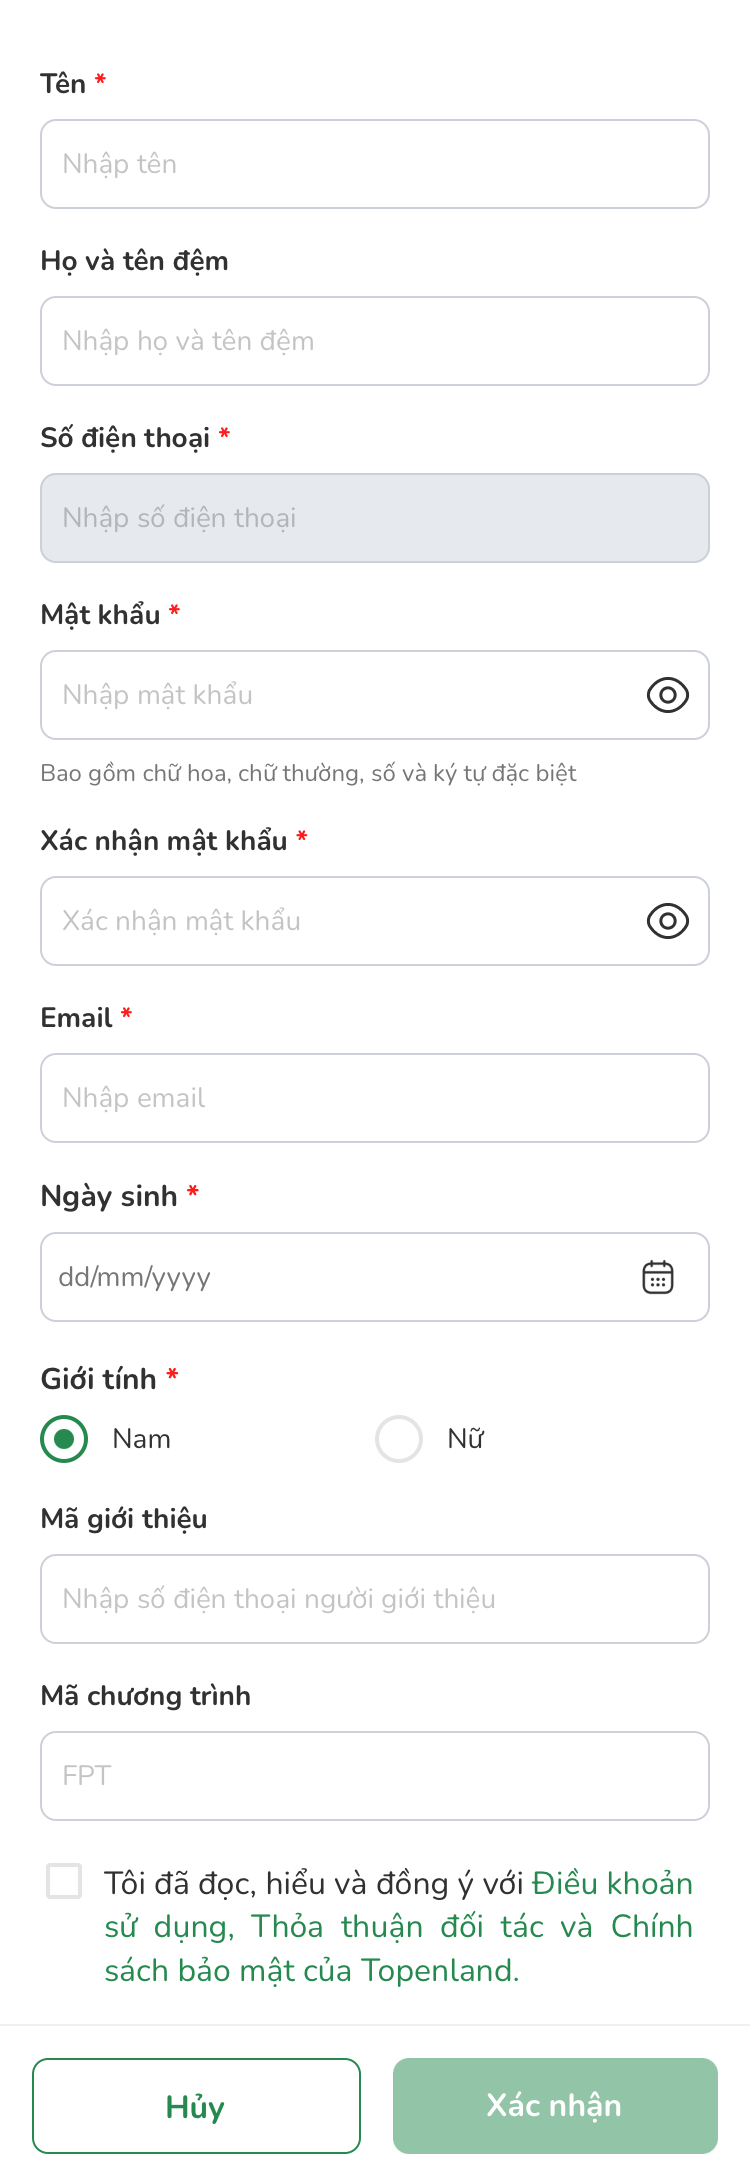 Tên *
Nhập tên
Họ và tên đệm
Nhập họ và tên đệm
Số điện thoại *
Nhập số điện thoại
Mật khẩu *
Nhập mật khẩu
Bao gồm chữ hoa, chữ thường, số và ký tự đặc biệt
Xác nhận mật khẩu *
Xác nhận mật khẩu
Email *
Nhập email
Ngày sinh *
dd/mm/yyyy
Giới tính *
Nam Nữ
Mã giới thiệu
Nhập số điện thoại người giới thiệu
Mã chương trình
FPT
Tôi đã đọc, hiểu và đồng ý với Điều khoản
sử dụng, Thỏa thuận đối tác và Chính
sách bảo mật của Topenland.
Hủy Xác nhận